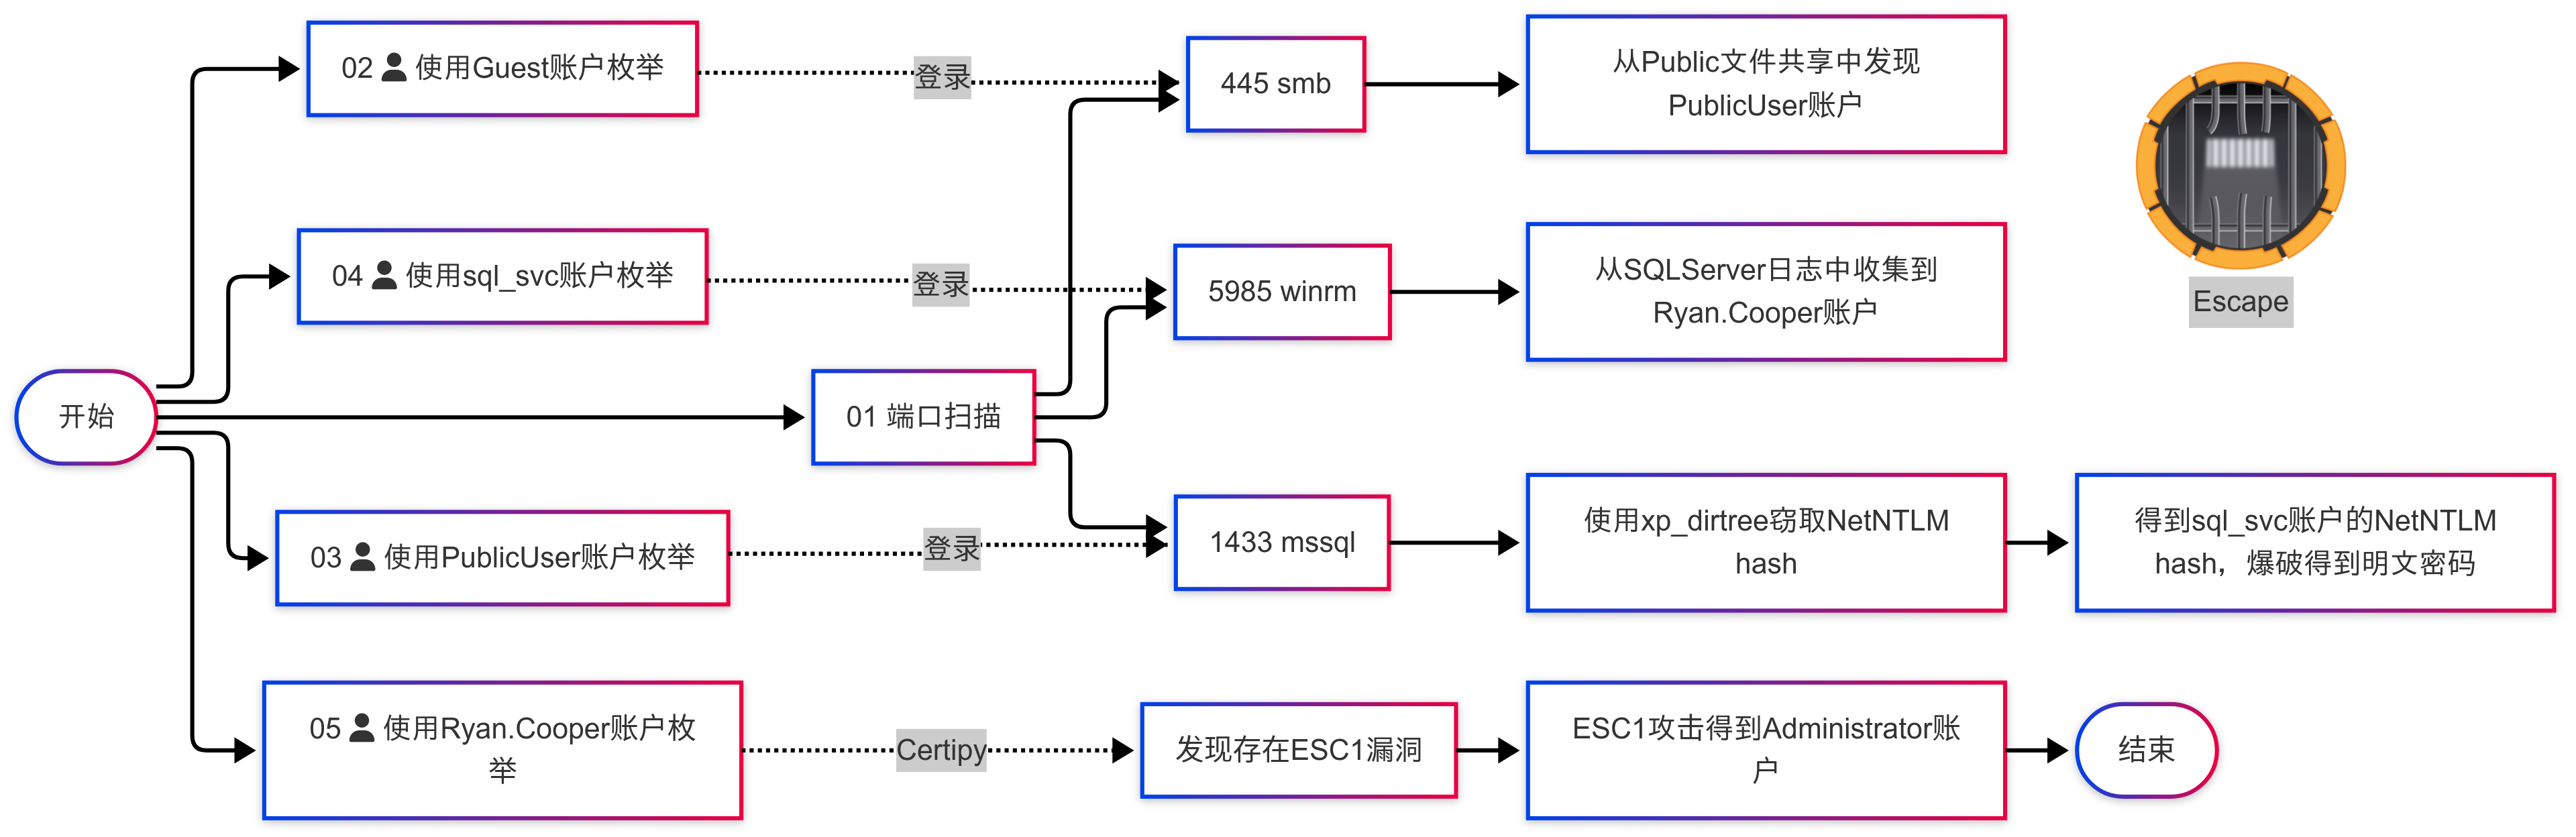 02 使用Guest账户枚举
登录
445 smb
从Public文件共享中发现
PublicUser账户
04 使用sql_svc账户枚举
登录
5985 winrm
从SQLServer日志中收集到
Ryan.Cooper账户
Escape
开始
01 端口扫描
03 使用PublicUser账户枚举
登录
1433 mssql
使用xp_dirtree窃取NetNTLM
hash
得到sql_svc账户的NetNTLM
hash，爆破得到明文密码
05 使用Ryan.Cooper账户枚
举
Certipy
发现存在ESC1漏洞
ESC1攻击得到Administrator账
户
结束